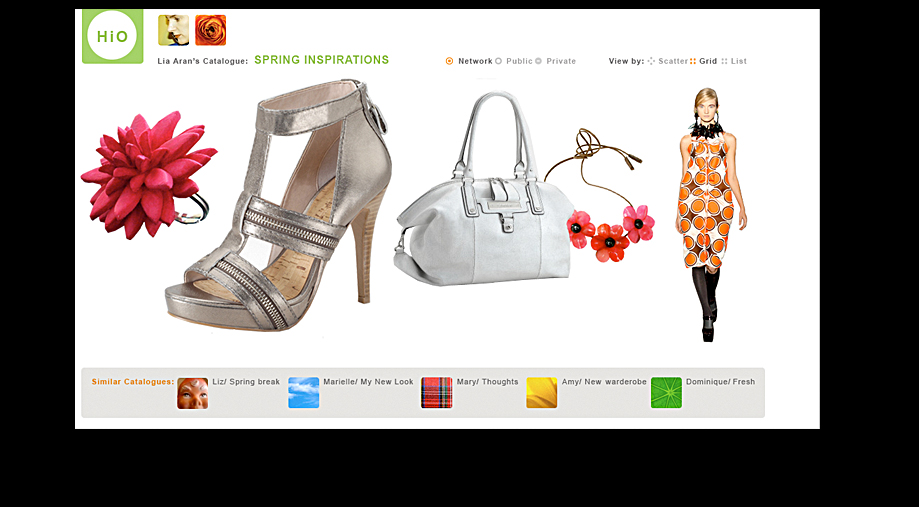 HiO
Lia Aran's Catalogue: SPRING INSPIRATIONS
Network Public Private
View by: Scatter Grid List
Similar Catalogues: Liz/ Spring break Marielle/ My New Look Mary/ Thoughts Amy/ New warderobe Dominique/ Fresh